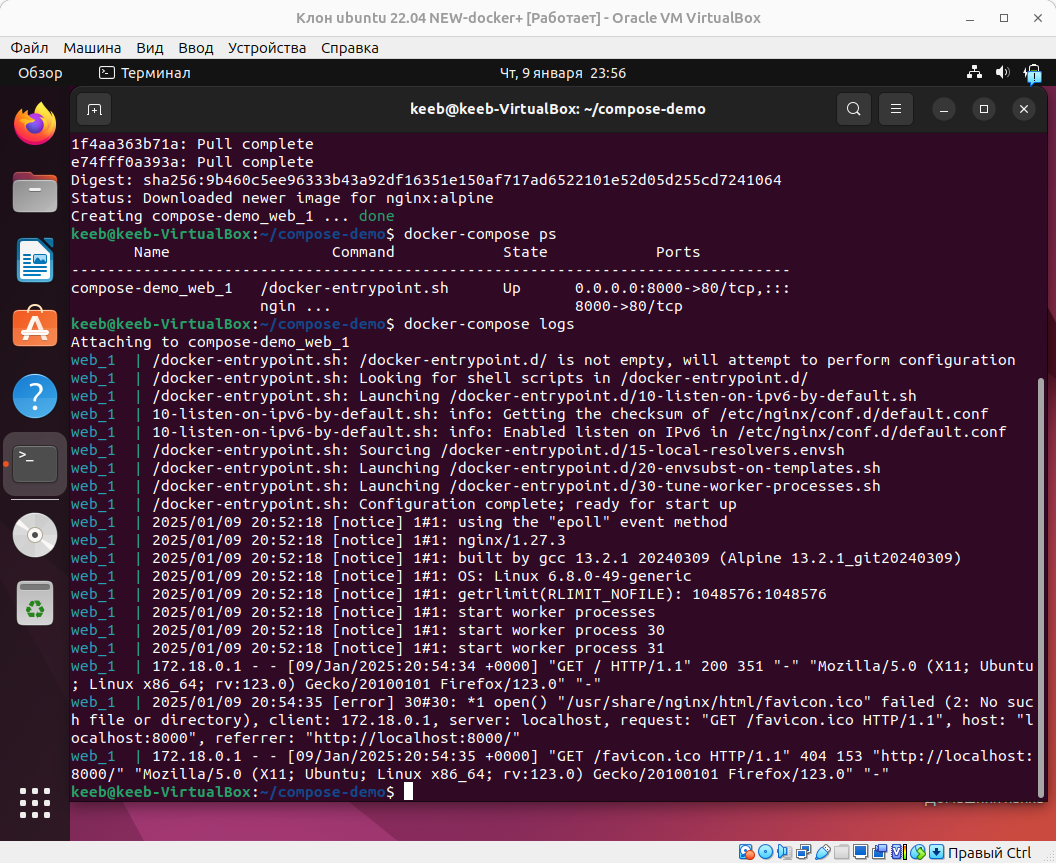 Клон ubuntu 22.04 NEW-docker+ [Работает] - Oracle VM VirtualBox
Файл Машина Вид Ввод Устройства Справка
Обзор Терминал Чт, 9 января 23:56
keeb@keeb-VirtualBox: ~/compose-demo
1f4aa363b71a: Pull complete
e74fff0a393a: Pull complete
Digest: sha256:9b460c5ee96333b43a92df16351e150af717ad6522101e52d05d255cd7241064
Status: Downloaded newer image for nginx:alpine
Creating compose-demo_web_1 ... done
keeb@keeb-VirtualBox:~/compose-demo$ docker-compose ps
Name Command State Ports
--------------------------------------------------------------------------------
compose-demo_web_1 /docker-entrypoint.sh Up 0.0.0.0:8000->80/tcp,:::
ngin ... 8000->80/tcp
keeb@keeb-VirtualBox:~/compose-demo$ docker-compose logs
Attaching to compose-demo_web_1
web_1 | /docker-entrypoint.sh: /docker-entrypoint.d/ is not empty, will attempt to perform configuration
web_1 | /docker-entrypoint.sh: Looking for shell scripts in /docker-entrypoint.d/
web_1 | /docker-entrypoint.sh: Launching /docker-entrypoint.d/10-listen-on-ipv6-by-default.sh
web_1 | 10-listen-on-ipv6-by-default.sh: info: Getting the checksum of /etc/nginx/conf.d/default.conf
web_1 | 10-listen-on-ipv6-by-default.sh: info: Enabled listen on IPv6 in /etc/nginx/conf.d/default.conf
web_1 | /docker-entrypoint.sh: Sourcing /docker-entrypoint.d/15-local-resolvers.envsh
web_1 | /docker-entrypoint.sh: Launching /docker-entrypoint.d/20-envsubst-on-templates.sh
web_1 | /docker-entrypoint.sh: Launching /docker-entrypoint.d/30-tune-worker-processes.sh
web_1 | /docker-entrypoint.sh: Configuration complete; ready for start up
web_1 | 2025/01/09 20:52:18 [notice] 1#1: using the "epoll" event method
web_1 | 2025/01/09 20:52:18 [notice] 1#1: nginx/1.27.3
web_1 | 2025/01/09 20:52:18 [notice] 1#1: built by gcc 13.2.1 20240309 (Alpine 13.2.1_git20240309)
web_1 | 2025/01/09 20:52:18 [notice] 1#1: OS: Linux 6.8.0-49-generic
web_1 | 2025/01/09 20:52:18 [notice] 1#1: getrlimit(RLIMIT_NOFILE): 1048576:1048576
web_1 | 2025/01/09 20:52:18 [notice] 1#1: start worker processes
web_1 | 2025/01/09 20:52:18 [notice] 1#1: start worker process 30
web_1 | 2025/01/09 20:52:18 [notice] 1#1: start worker process 31
web_1 | 172.18.0.1 - - [09/Jan/2025:20:54:34 +0000] "GET / HTTP/1.1" 200 351 "-" "Mozilla/5.0 (X11; Ubuntu
; Linux x86_64; rv:123.0) Gecko/20100101 Firefox/123.0" "-"
web_1 | 2025/01/09 20:54:35 [error] 30#30: *1 open() "/usr/share/nginx/html/favicon.ico" failed (2: No suc
h file or directory), client: 172.18.0.1, server: localhost, request: "GET /favicon.ico HTTP/1.1", host: "l
ocalhost:8000", referrer: "http://localhost:8000/"
web_1 | 172.18.0.1 - - [09/Jan/2025:20:54:35 +0000] "GET /favicon.ico HTTP/1.1" 404 153 "http://localhost:
8000/" "Mozilla/5.0 (X11; Ubuntu; Linux x86_64; rv:123.0) Gecko/20100101 Firefox/123.0" "-"
keeb@keeb-VirtualBox:~/compose-demo$
Правый Ctrl